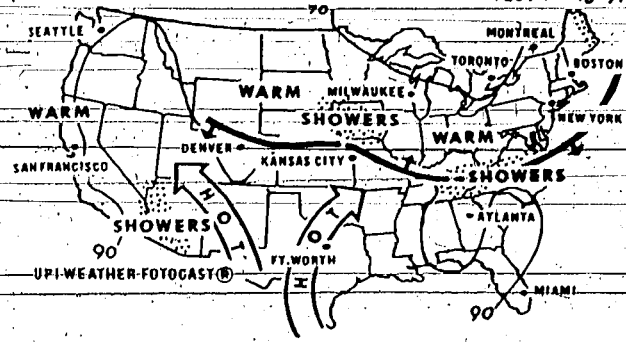 70
SEATTLE
MONTREAL
TORONTO
BOSTON
WARM
MILWAUKEE
WARM
SHOWERS
NEW YORK
WARM
DENVER
KANSAS CITY
SAN FRANCISCO
SHOWERS
HOT
SHOWERS
ATLANTA
90
HOT
FT. WORTH
UPI WEATHER FOTOCAST ®
MIAMI
90